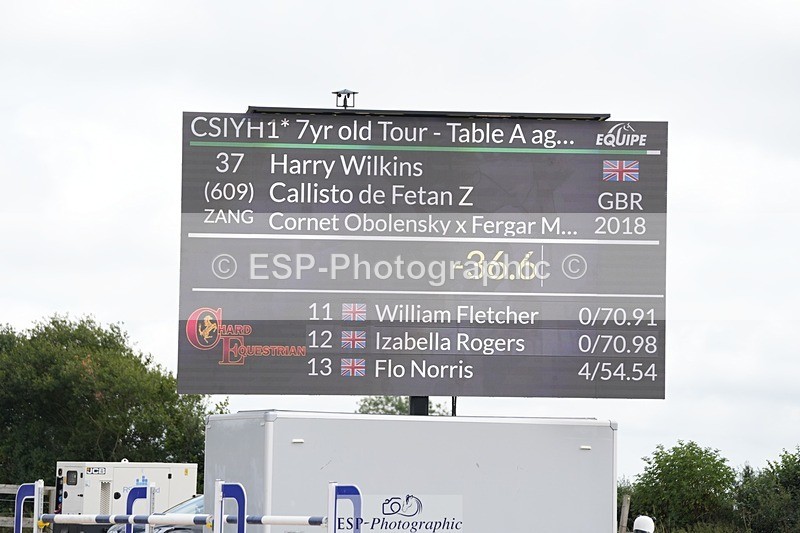 CSIYH1* 7yr old Tour - Table A ag...
EQUIPE
37 Harry Wilkins
(609) Callisto de Fetan Z GBR
ZANG Cornet Obolensky x Fergar M... 2018
-36.6
© ESP-Photographic ©
CHARD EQUESTRIAN
11 William Fletcher 0/70.91
12 Izabella Rogers 0/70.98
13 Flo Norris 4/54.54
JCB
ESP-Photographic